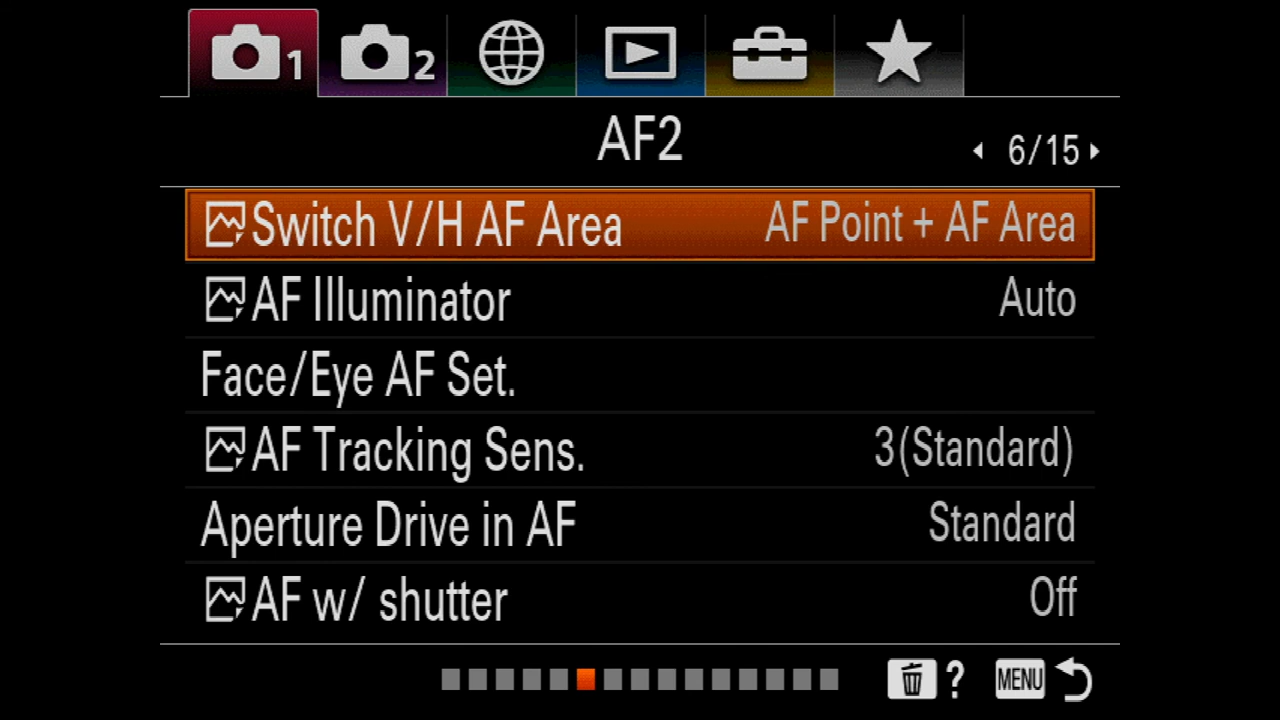 1 2
AF2 6/15
Switch V/H AF Area AF Point + AF Area
AF Illuminator Auto
Face/Eye AF Set.
AF Tracking Sens. 3(Standard)
Aperture Drive in AF Standard
AF w/ shutter Off
? MENU